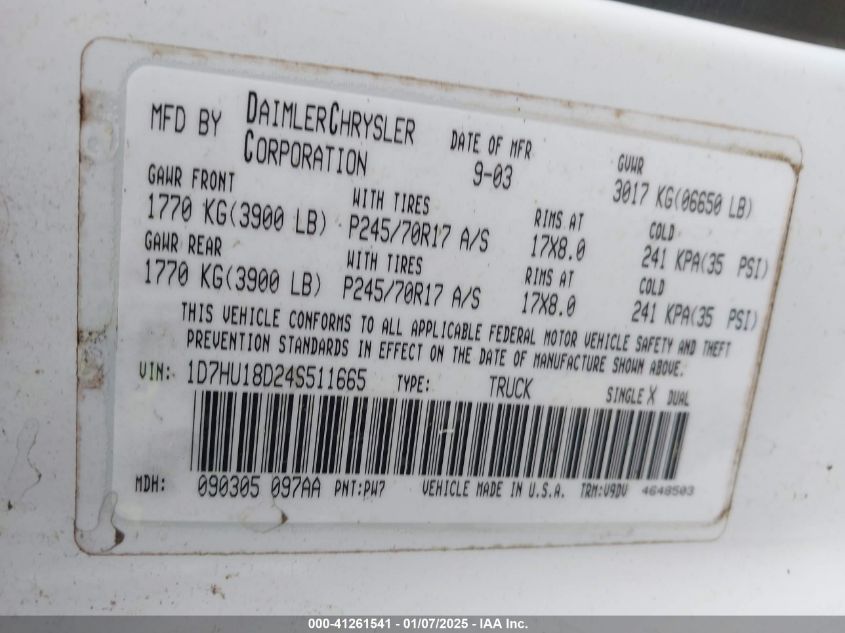 MFD BY DAIMLERCHRYSLER CORPORATION DATE OF MFR 9-03 GVWR 3017 KG(06650 LB)
GAWR FRONT WITH TIRES RIMS AT COLD
1770 KG(3900 LB) P245/70R17 A/S 17X8.0 241 KPA(35 PSI)
GAWR REAR WITH TIRES RIMS AT COLD
1770 KG(3900 LB) P245/70R17 A/S 17X8.0 241 KPA(35 PSI)
THIS VEHICLE CONFORMS TO ALL APPLICABLE FEDERAL MOTOR VEHICLE SAFETY AND THEFT
PREVENTION STANDARDS IN EFFECT ON THE DATE OF MANUFACTURE SHOWN ABOVE.
VIN: 1D7HU18D24S511665 TYPE: TRUCK SINGLE X DUAL
MDH: 090305 097AA PNT:PW7 VEHICLE MADE IN U.S.A. TRM:V9DV 4648503
000-41261541 - 01/07/2025 - IAA Inc.